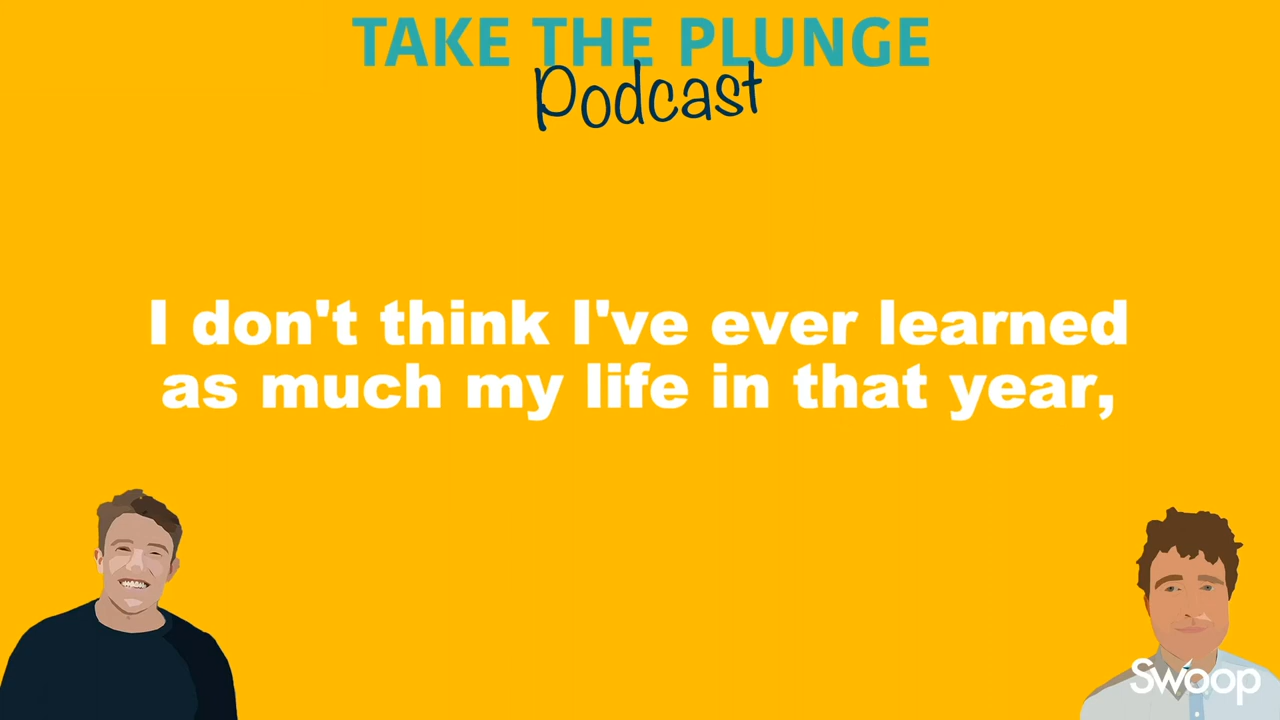 TAKE THE PLUNGE
Podcast
I don't think I've ever learned
as much my life in that year,
Swoop